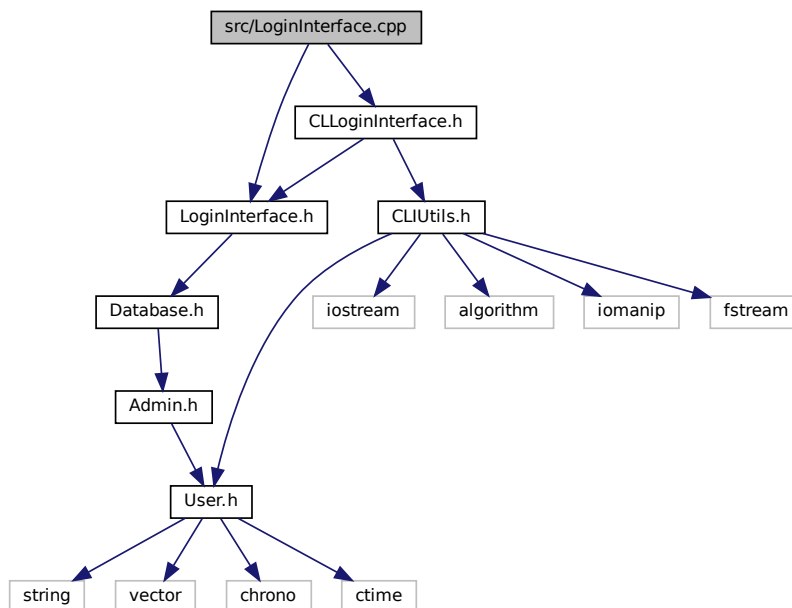 src/LoginInterface.cpp
CLLoginInterface.h
LoginInterface.h
CLIUtils.h
Database.h
iostream
algorithm
iomanip
fstream
Admin.h
User.h
string
vector
chrono
ctime